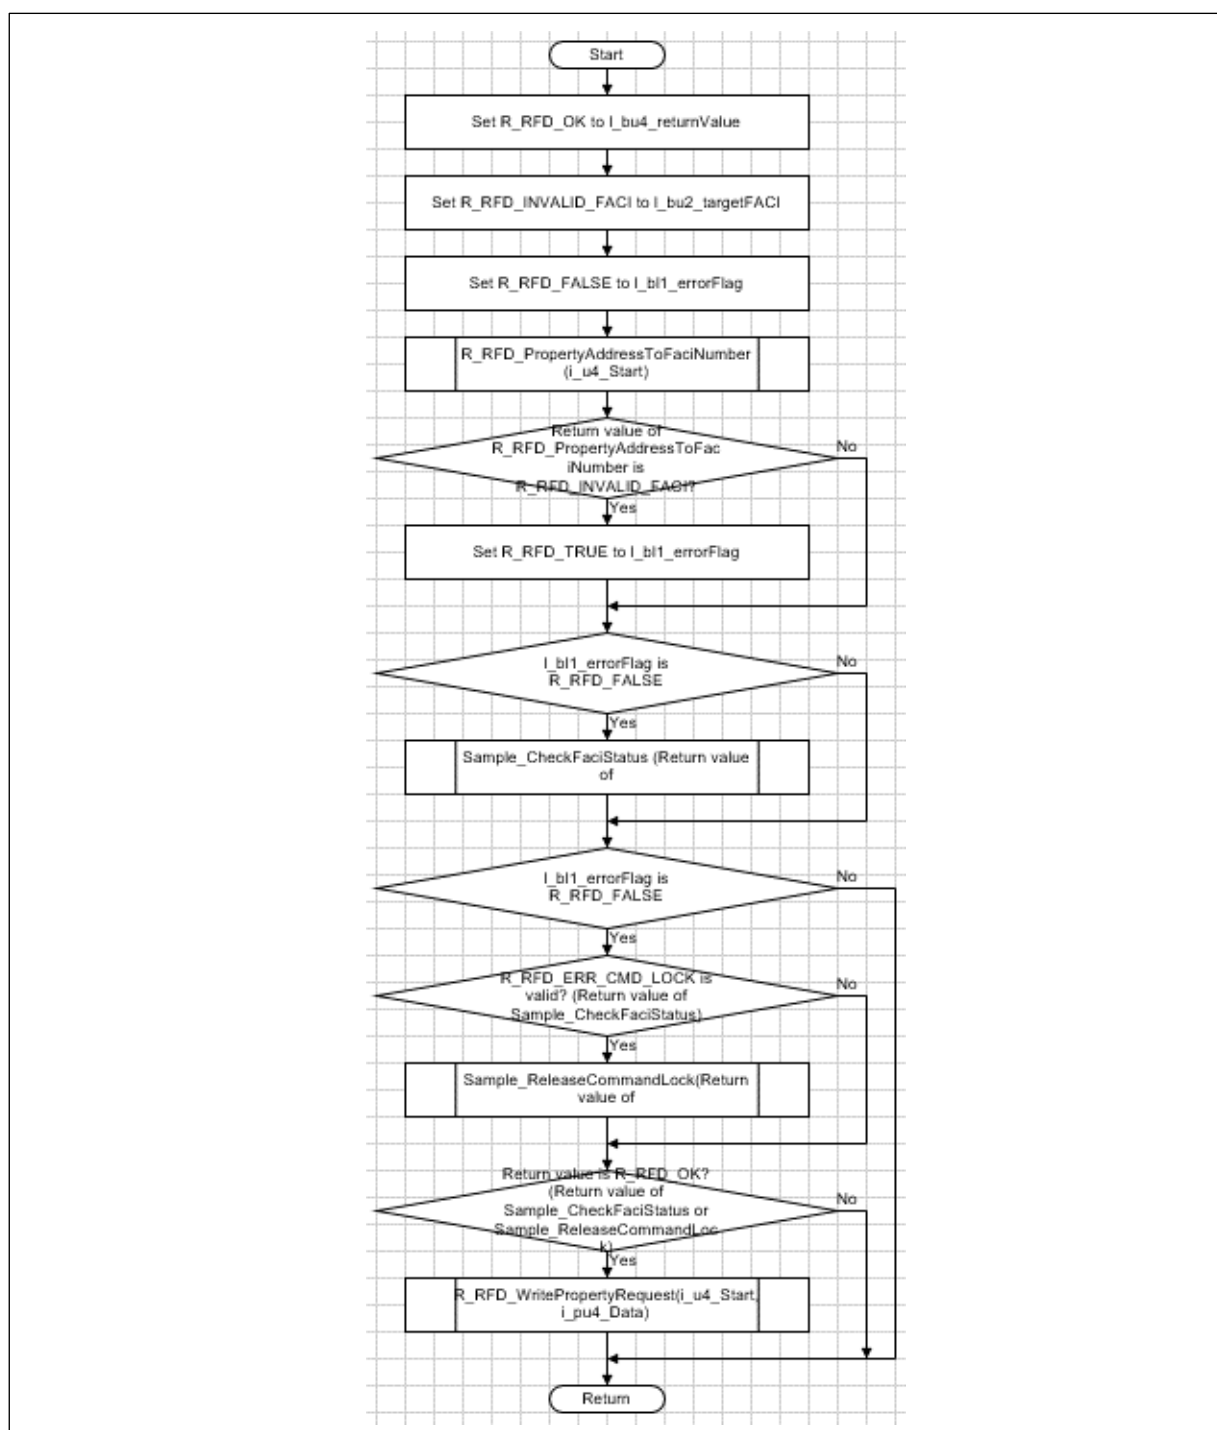 Start
Set R_RFD_OK to l_bu4_returnValue
Set R_RFD_INVALID_FACI to l_bu2_targetFACI
Set R_RFD_FALSE to l_bl1_errorFlag
R_RFD_PropertyAddressToFaciNumber
(i_u4_Start)
Return value of
R_RFD_PropertyAddressToFac
iNumber is
R_RFD_INVALID_FACI?
No
Yes
Set R_RFD_TRUE to l_bl1_errorFlag
l_bl1_errorFlag is
R_RFD_FALSE
No
Yes
Sample_CheckFaciStatus (Return value
of
l_bl1_errorFlag is
R_RFD_FALSE
No
Yes
R_RFD_ERR_CMD_LOCK is
valid? (Return value of
Sample_CheckFaciStatus)
No
Yes
Sample_ReleaseCommandLock(Return
value of
Return value is R_RFD_OK?
(Return value of
Sample_CheckFaciStatus or
Sample_ReleaseCommandLoc
k)
No
Yes
R_RFD_WritePropertyRequest(i_u4_Start,
i_pu4_Data)
Return